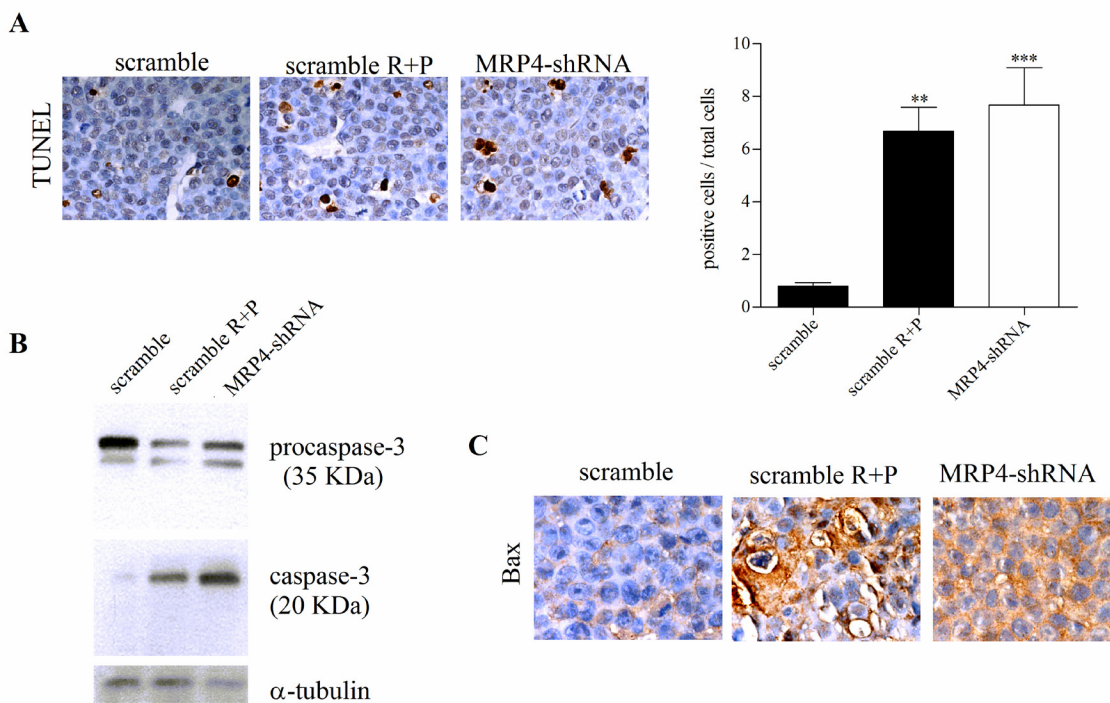 A
scramble
scramble R+P
MRP4-shRNA
TUNEL
positive cells / total cells
10
8
6
4
2
0
**
***
scramble
scramble R+P
MRP4-shRNA
B
scramble
scramble R+P
MRP4-shRNA
procaspase-3
(35 KDa)
caspase-3
(20 KDa)
α-tubulin
C
scramble
scramble R+P
MRP4-shRNA
Bax